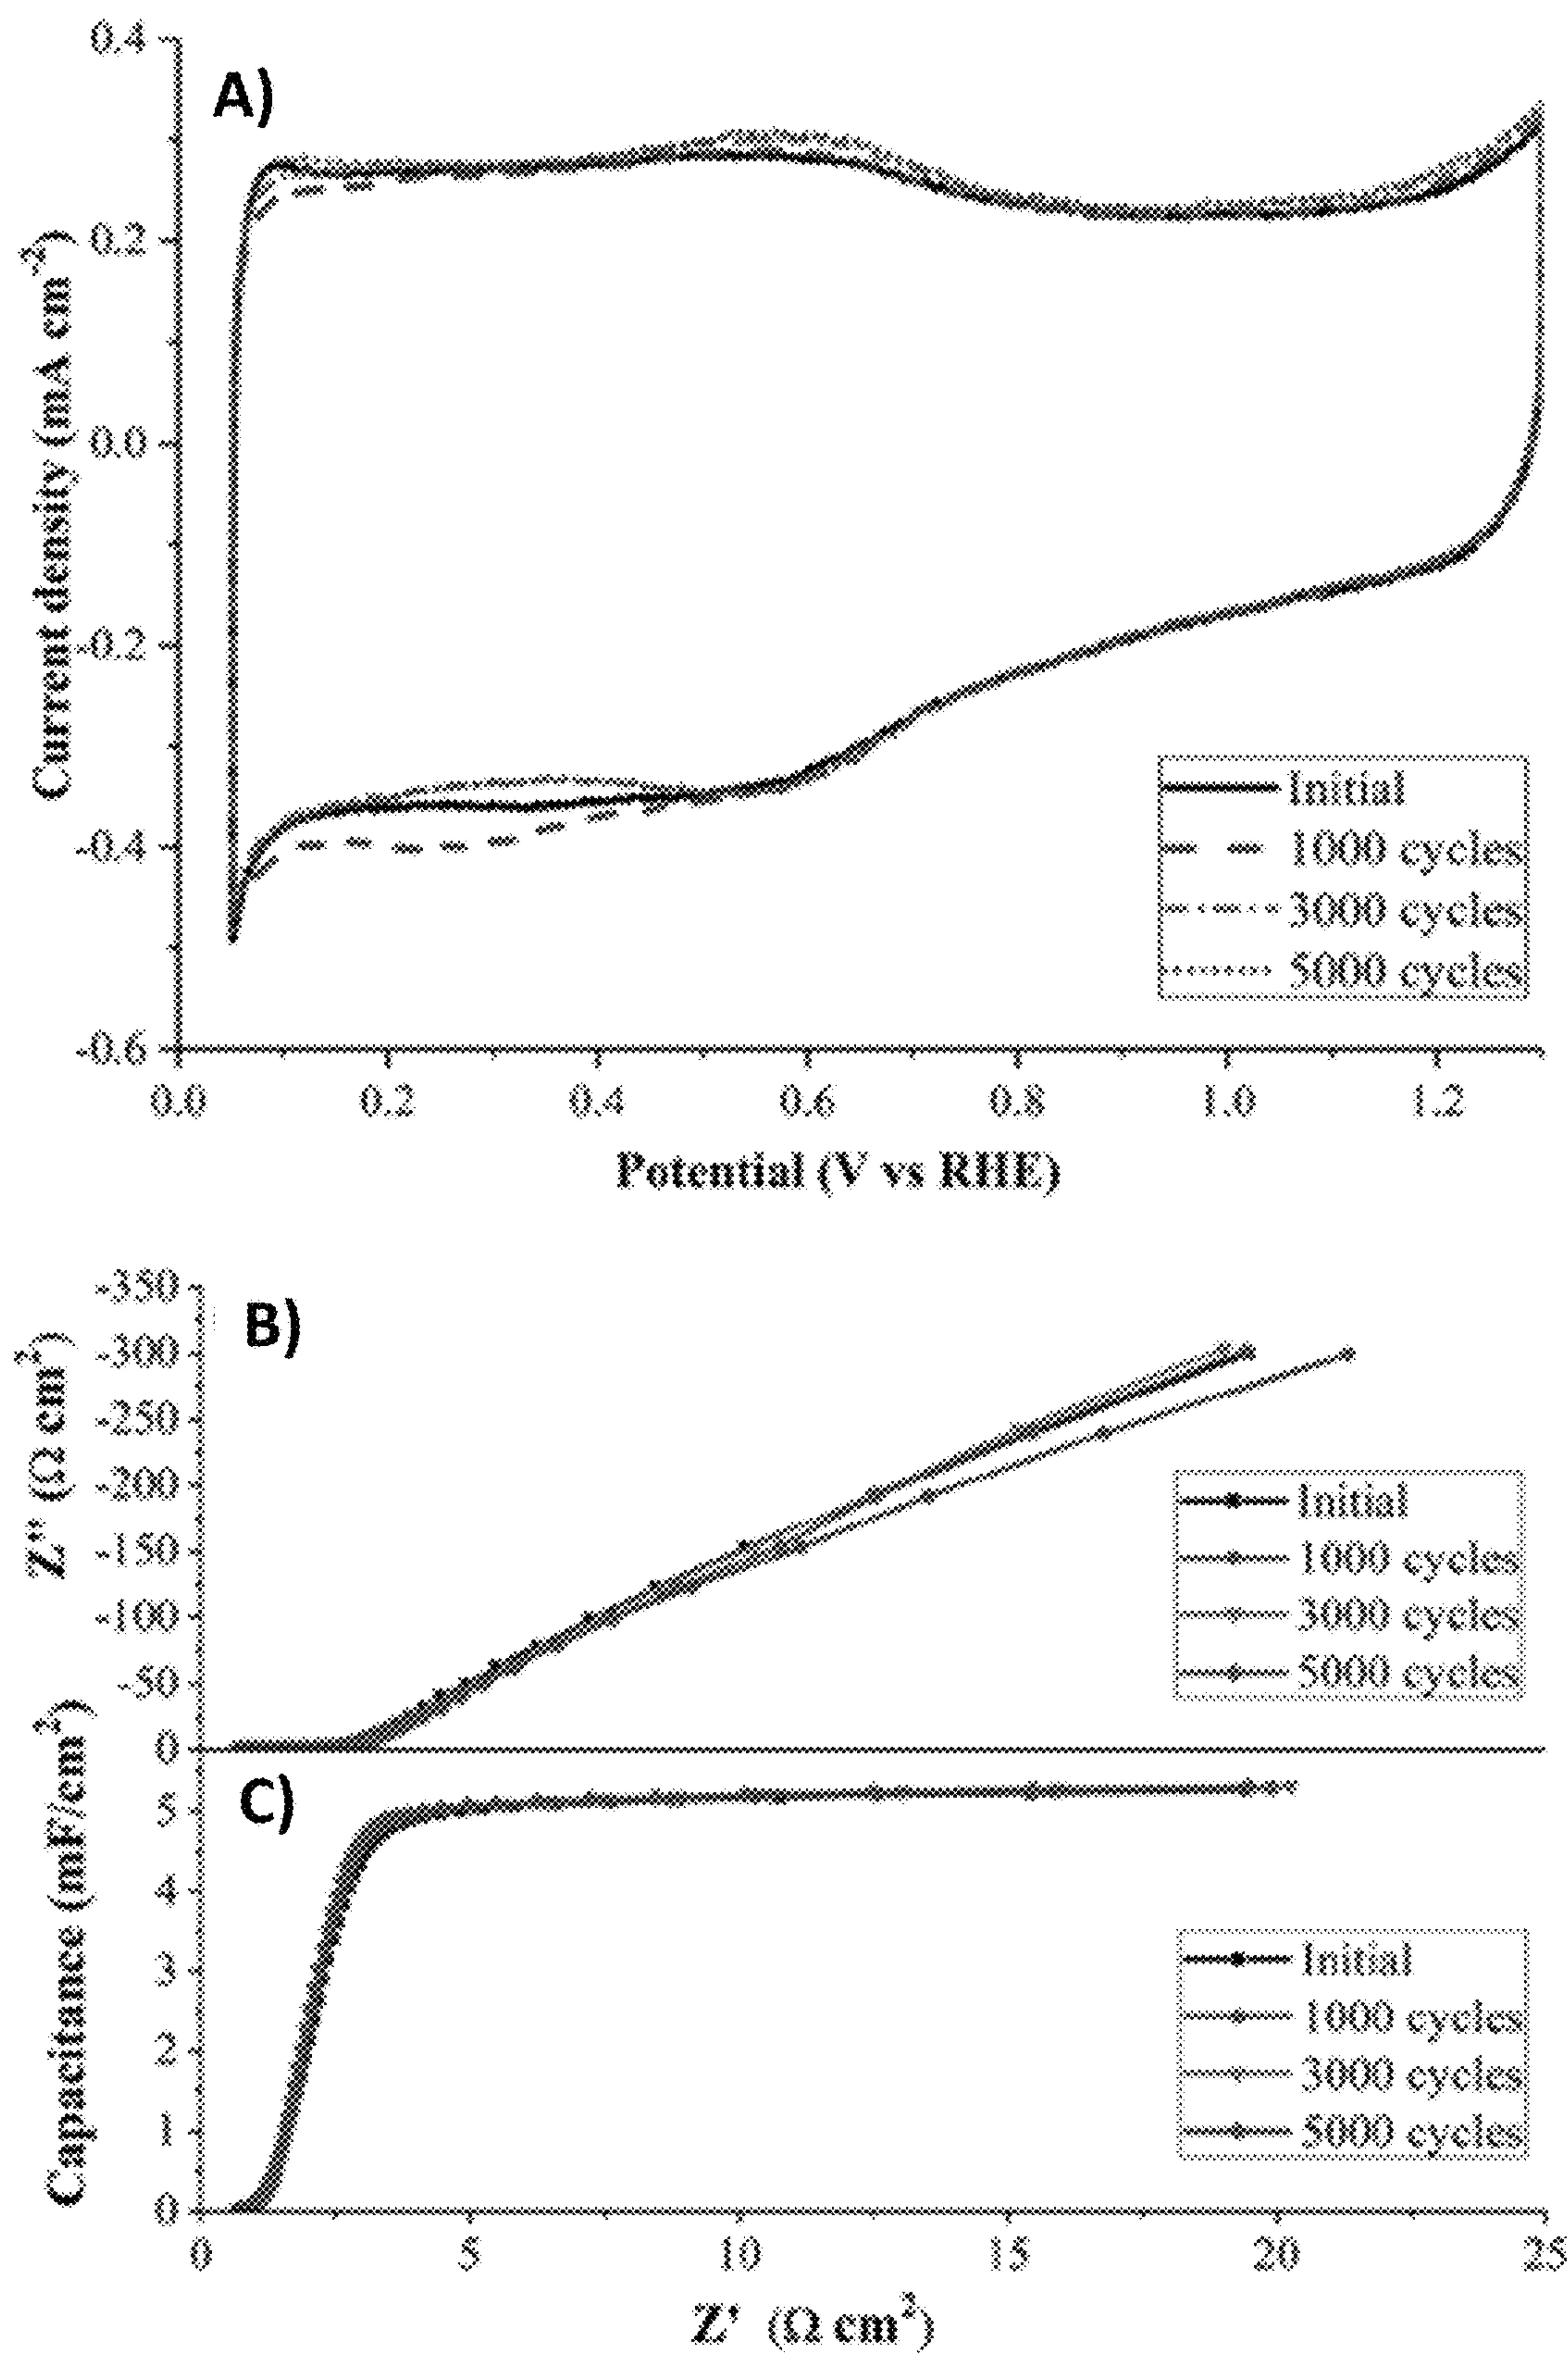 A)
0.4
0.2
0.0
-0.2
-0.4
-0.6
Current density (mA cm-2)
Initial
1000 cycles
3000 cycles
5000 cycles
0.0 0.2 0.4 0.6 0.8 1.0 1.2
Potential (V vs RHE)
B)
-350
-300
-250
-200
-150
-100
-50
0
Z" (Ω cm2)
Initial
1000 cycles
3000 cycles
5000 cycles
C)
5
4
3
2
1
0
Capacitance (mF/cm2)
Initial
1000 cycles
3000 cycles
5000 cycles
0 5 10 15 20 25
Z' (Ω cm2)